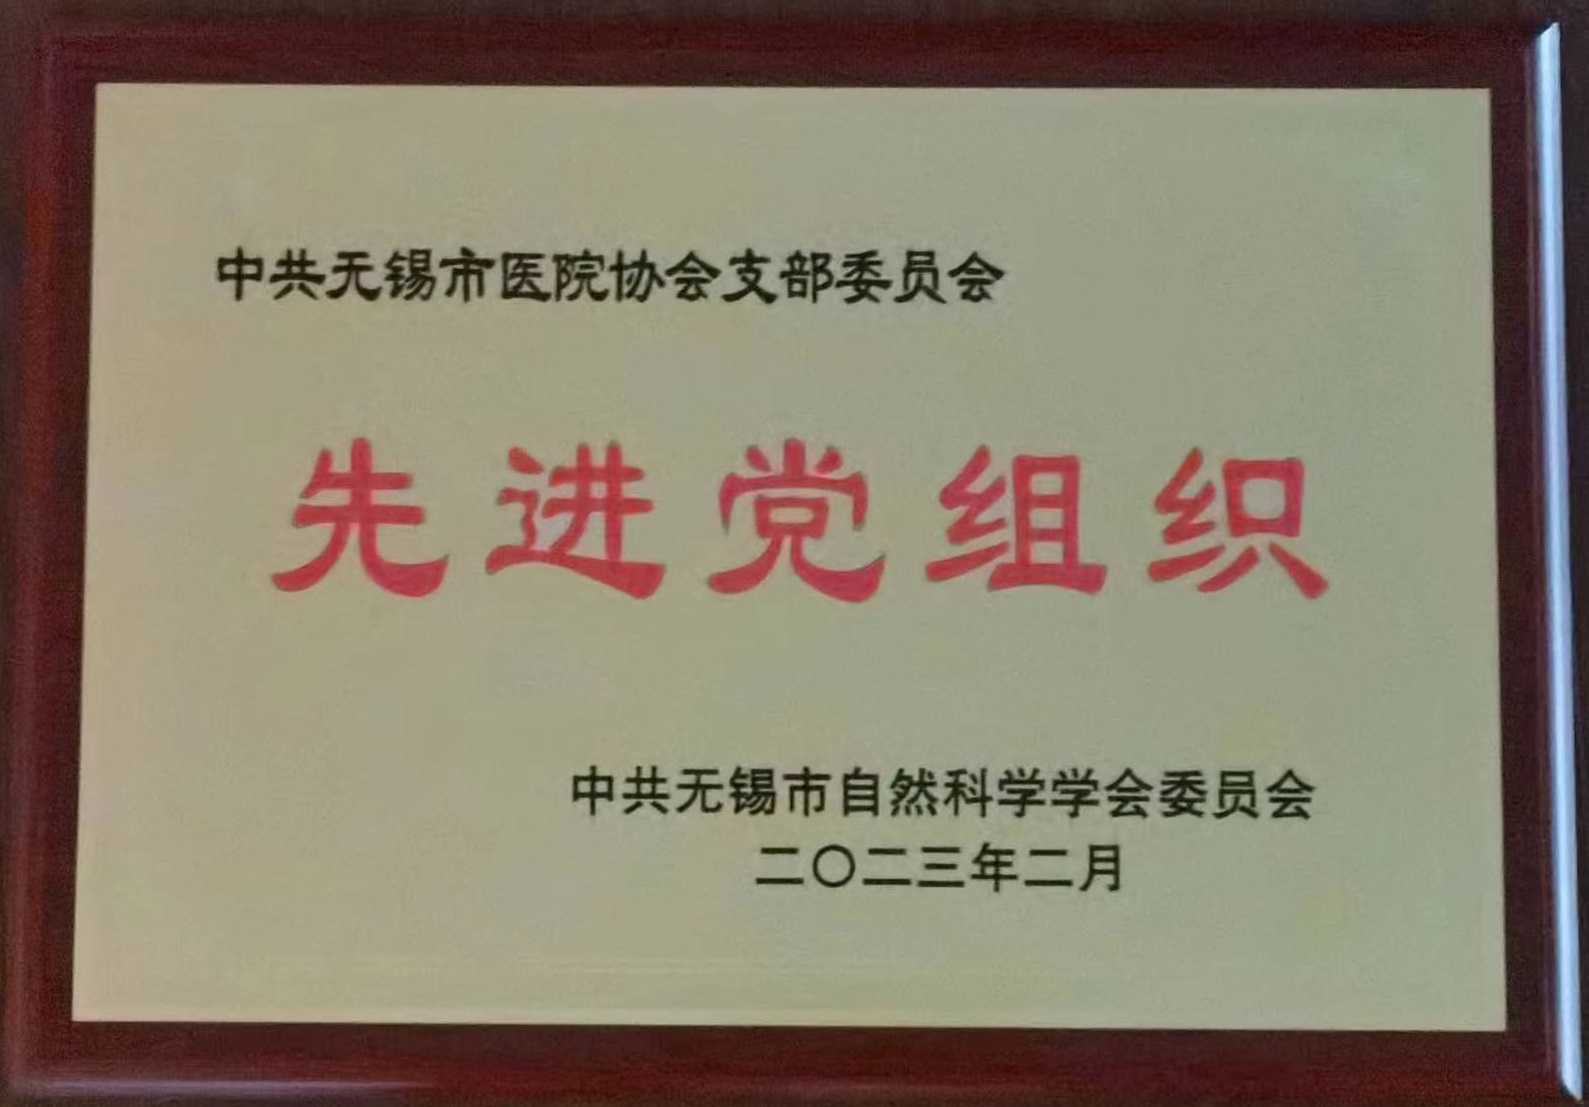 中共无锡市医院协会支部委员会
先进党组织
中共无锡市自然科学学会委员会
二〇二三年二月